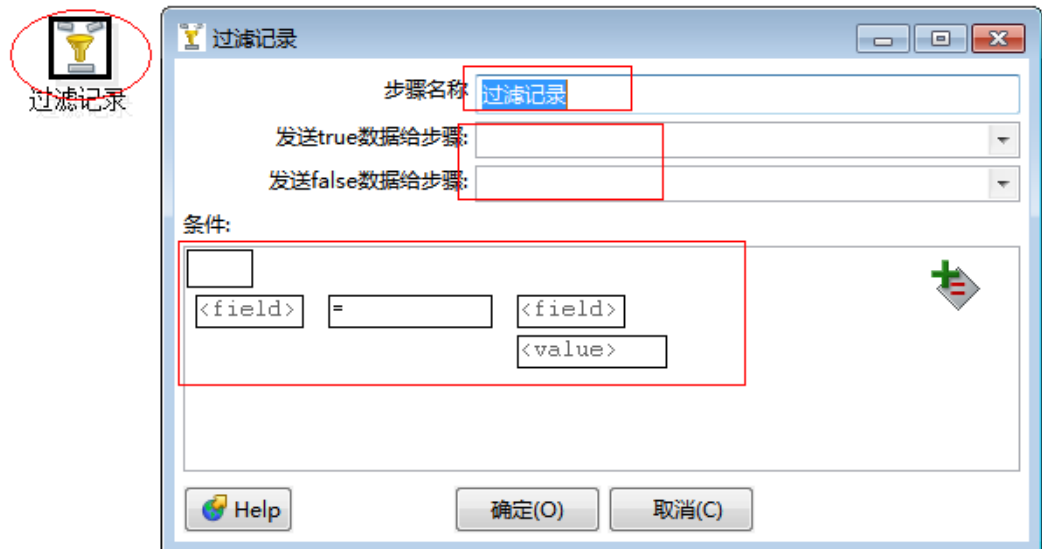 过滤记录
过滤记录
步骤名称 过滤记录
发送true数据给步骤:
发送false数据给步骤:
条件:
<field> = <field>
<value>
Help 确定(O) 取消(C)